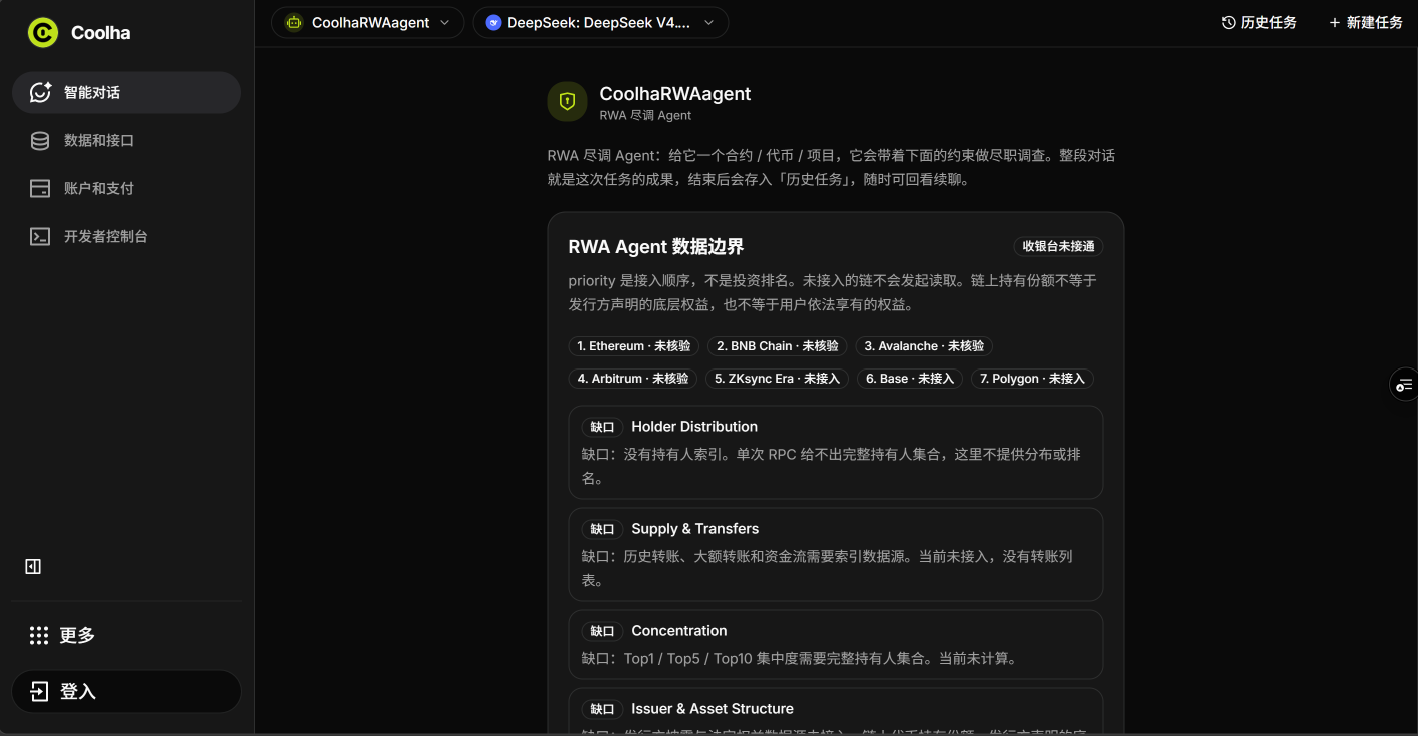 Coolha
CoolhaRWAagent
DeepSeek: DeepSeek V4....
历史任务
+ 新建任务
智能对话
数据和接口
账户和支付
开发者控制台
更多
登入
CoolhaRWAagent
RWA 尽调 Agent
RWA 尽调 Agent：给它一个合约 / 代币 / 项目，它会带着下面的约束做尽职调查。整段对话
就是这次任务的成果，结束后会存入「历史任务」，随时可回看续聊。
RWA Agent 数据边界
收银台未接通
priority 是接入顺序，不是投资排名。未接入的链不会发起读取。链上持有份额不等于
发行方声明的底层权益，也不等于用户依法享有的权益。
1. Ethereum · 未核验
2. BNB Chain · 未核验
3. Avalanche · 未核验
4. Arbitrum · 未核验
5. ZKsync Era · 未接入
6. Base · 未接入
7. Polygon · 未接入
缺口 Holder Distribution
缺口：没有持有人索引。单次 RPC 给不出完整持有人集合，这里不提供分布或排
名。
缺口 Supply & Transfers
缺口：历史转账、大额转账和资金流需要索引数据源。当前未接入，没有转账列
表。
缺口 Concentration
缺口：Top1 / Top5 / Top10 集中度需要完整持有人集合。当前未计算。
缺口 Issuer & Asset Structure